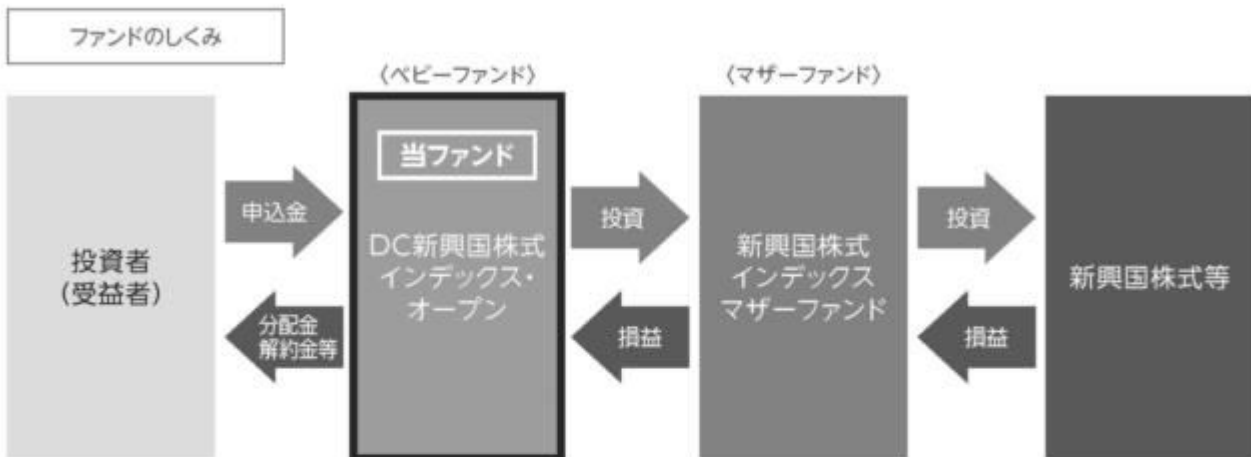 ファンドのしくみ
〈ベビーファンド〉
〈マザーファンド〉
投資者
(受益者)
申込金
分配金
解約金等
当ファンド
DC新興国株式
インデックス・
オープン
投資
損益
新興国株式
インデックス
マザーファンド
投資
損益
新興国株式等